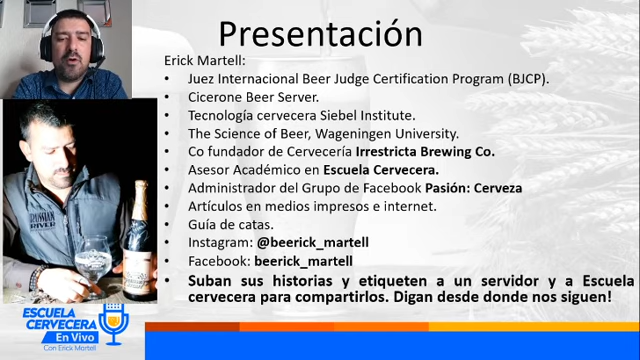 Presentación
Erick Martell:
• Juez Internacional Beer Judge Certification Program (BJCP).
• Cicerone Beer Server.
• Tecnología cervecera Siebel Institute.
• The Science of Beer, Wageningen University.
• Co fundador de Cervecería Irrestricta Brewing Co.
• Asesor Académico en Escuela Cervecera.
• Administrador del Grupo de Facebook Pasión: Cerveza
• Artículos en medios impresos e internet.
• Guía de catas.
• Instagram: @beerick_martell
• Facebook: beerick_martell
• Suban sus historias y etiqueten a un servidor y a Escuela
cervecera para compartirlos. Digan desde donde nos siguen!
RUSSIAN
RIVER
ESCUELA
CERVECERA
En Vivo
Con Erick Martell